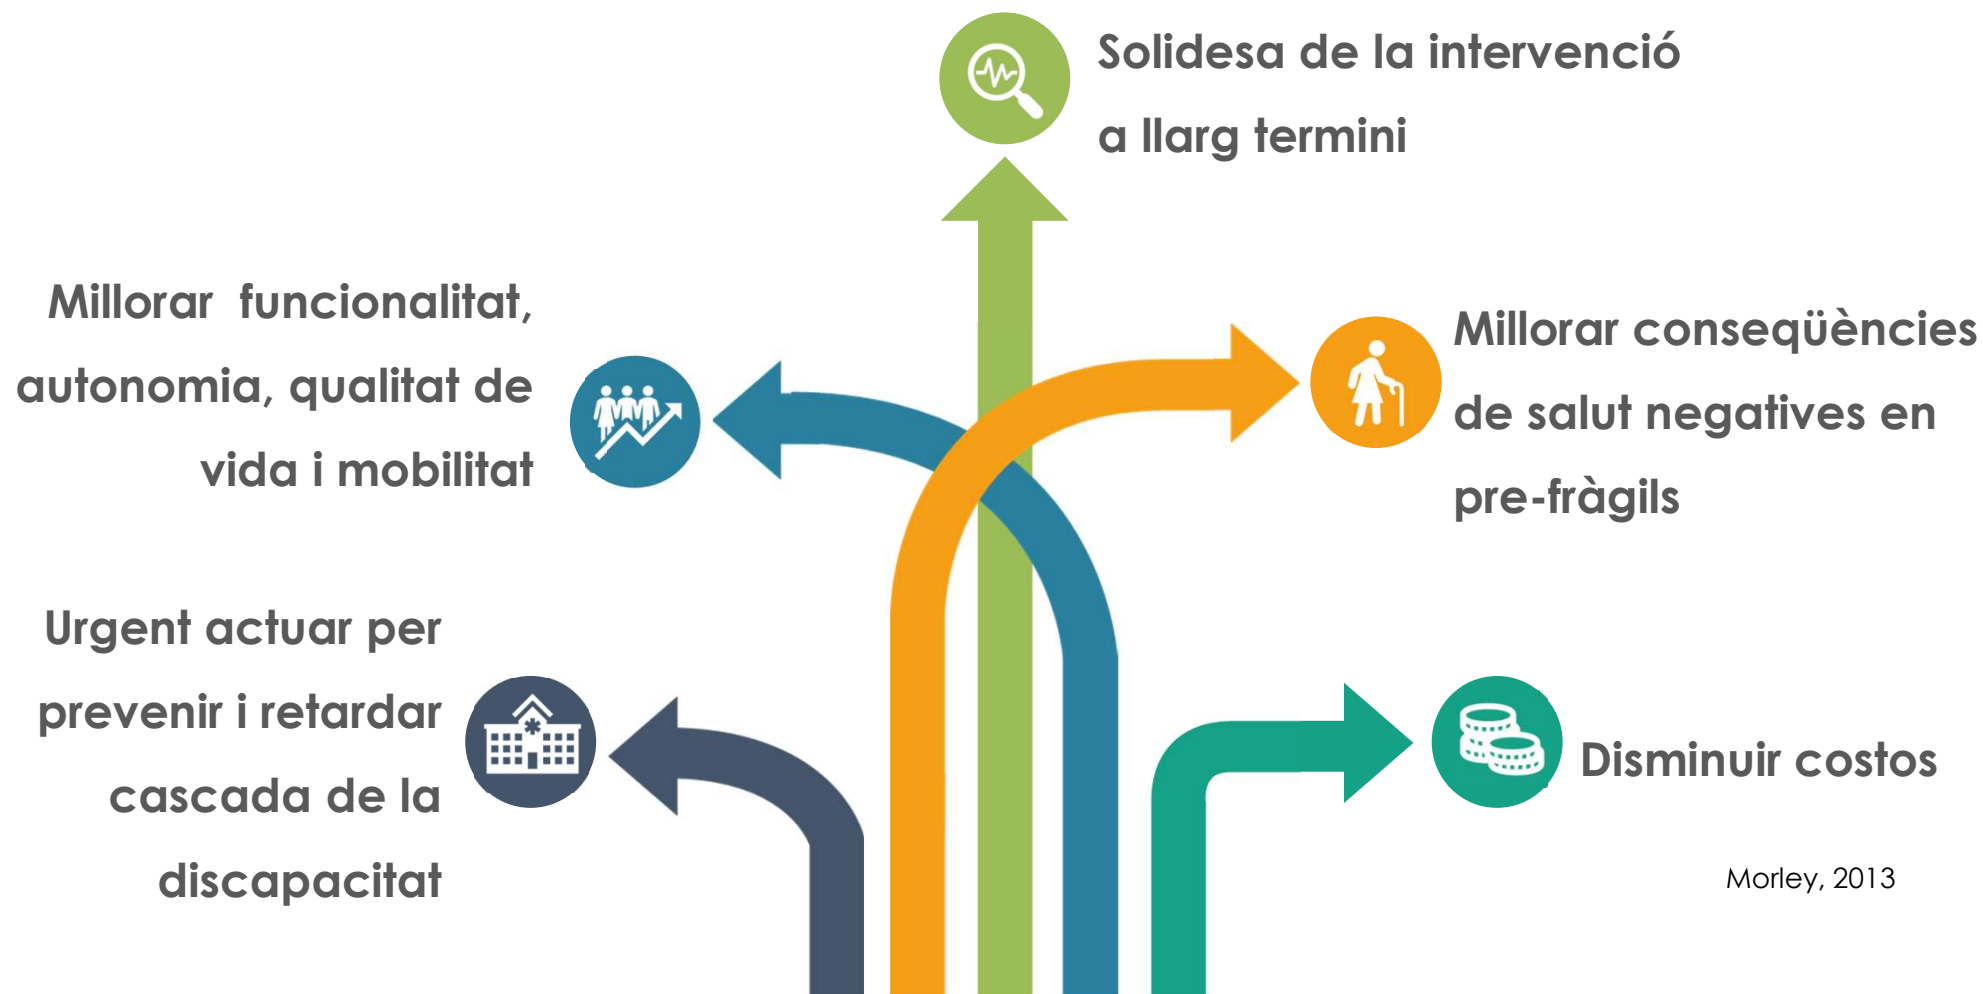 Solidesa de la intervenció
a llarg termini
Millorar funcionalitat,
autonomia, qualitat de
vida i mobilitat
Millorar conseqüències
de salut negatives en
pre-fràgils
Urgent actuar per
prevenir i retardar
cascada de la
discapacitat
Disminuir costos
Morley, 2013